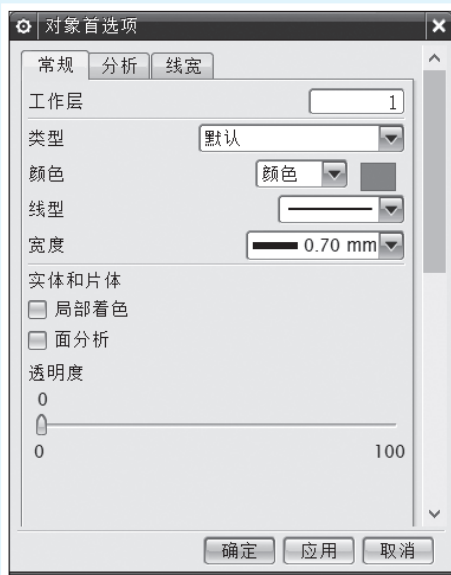 对象首选项
常规 分析 线宽
工作层 1
类型 默认
颜色 颜色
线型
宽度 0.70 mm
实体和片体
局部着色
面分析
透明度
0
0 100
确定 应用 取消